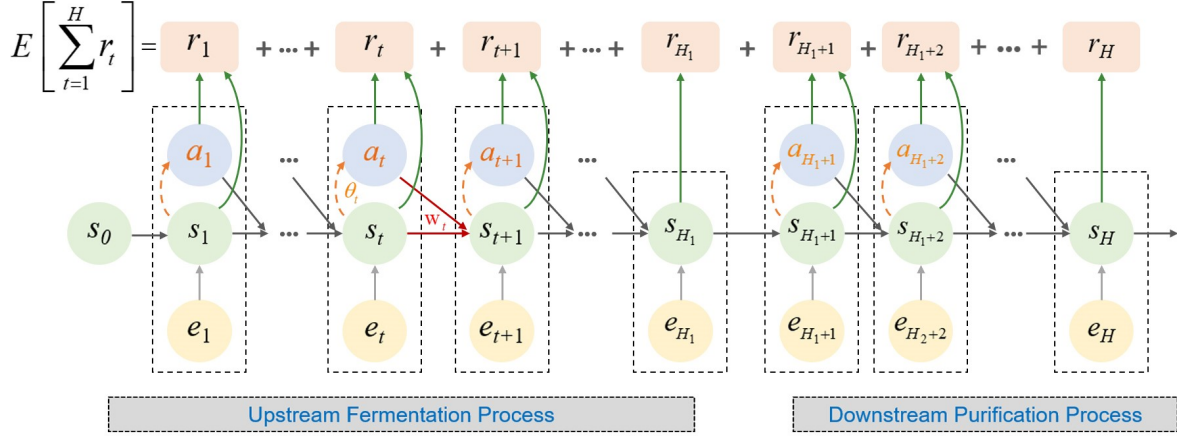 E[∑_{t=1}^{H} r_t] = r_1 + ... + r_t + r_{t+1} + ... + r_{H_1} + r_{H_1+1} + r_{H_1+2} + ... + r_H
a_1 ... a_t a_{t+1} ... a_{H_1+1} a_{H_1+2} ...
θ_t
w_t
s_0 s_1 ... s_t s_{t+1} ... s_{H_1} s_{H_1+1} s_{H_1+2} ... s_H
e_1 e_t e_{t+1} e_{H_1} e_{H_1+1} e_{H_2+2} e_H
Upstream Fermentation Process Downstream Purification Process